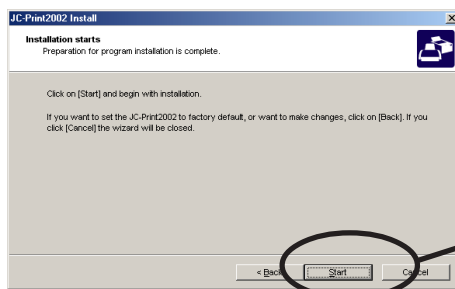 JC-Print2002 Install
Installation starts
Preparation for program installation is complete.
Click on [Start] and begin with installation.
If you want to set the JC-Print2002 to factory default, or want to make changes, click on [Back]. If you
click [Cancel] the wizard will be closed.
< Back Start Cancel